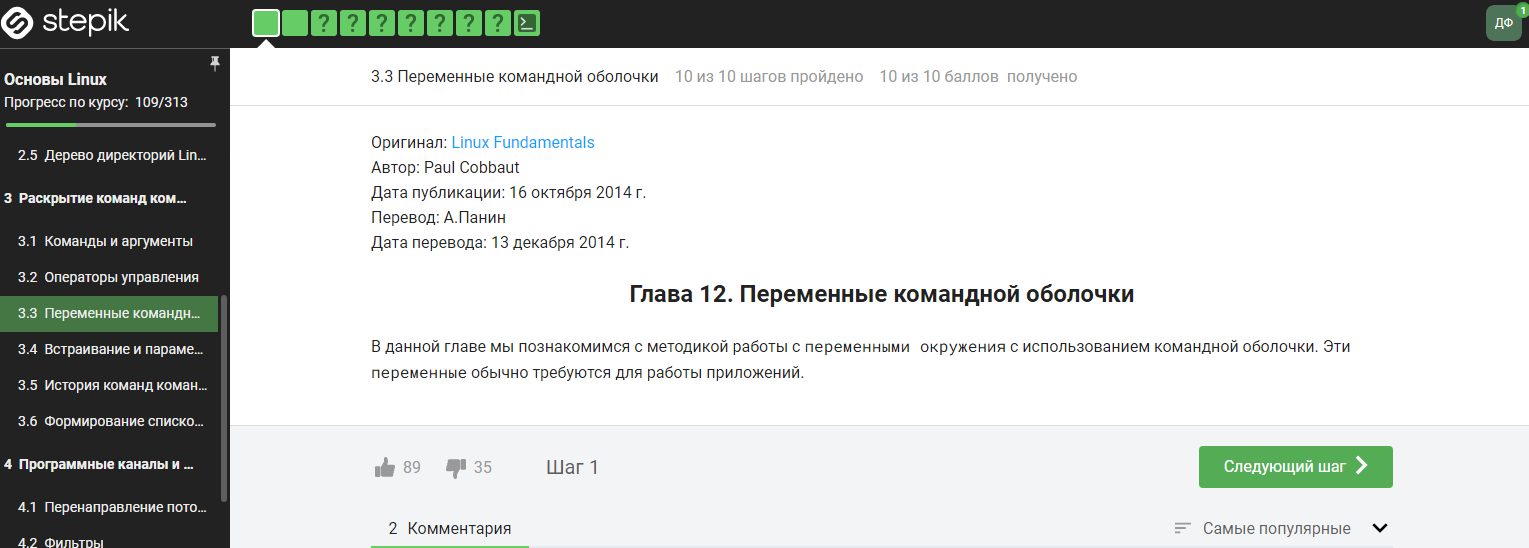 stepik
? ? ? ? ? ? ?
ДФ
1
Основы Linux
Прогресс по курсу: 109/313
2.5 Дерево директорий Lin...
3 Раскрытие команд ком...
3.1 Команды и аргументы
3.2 Операторы управления
3.3 Переменные командн...
3.4 Встраивание и параме...
3.5 История команд коман...
3.6 Формирование списко...
4 Программные каналы и ...
4.1 Перенаправление пото...
4.2 Фильтры
3.3 Переменные командной оболочки 10 из 10 шагов пройдено 10 из 10 баллов получено
Оригинал: Linux Fundamentals
Автор: Paul Cobbaut
Дата публикации: 16 октября 2014 г.
Перевод: А.Панин
Дата перевода: 13 декабря 2014 г.
Глава 12. Переменные командной оболочки
В данной главе мы познакомимся с методикой работы с переменными окружения с использованием командной оболочки. Эти
переменные обычно требуются для работы приложений.
89 35 Шаг 1 Следующий шаг
2 Комментария Самые популярные